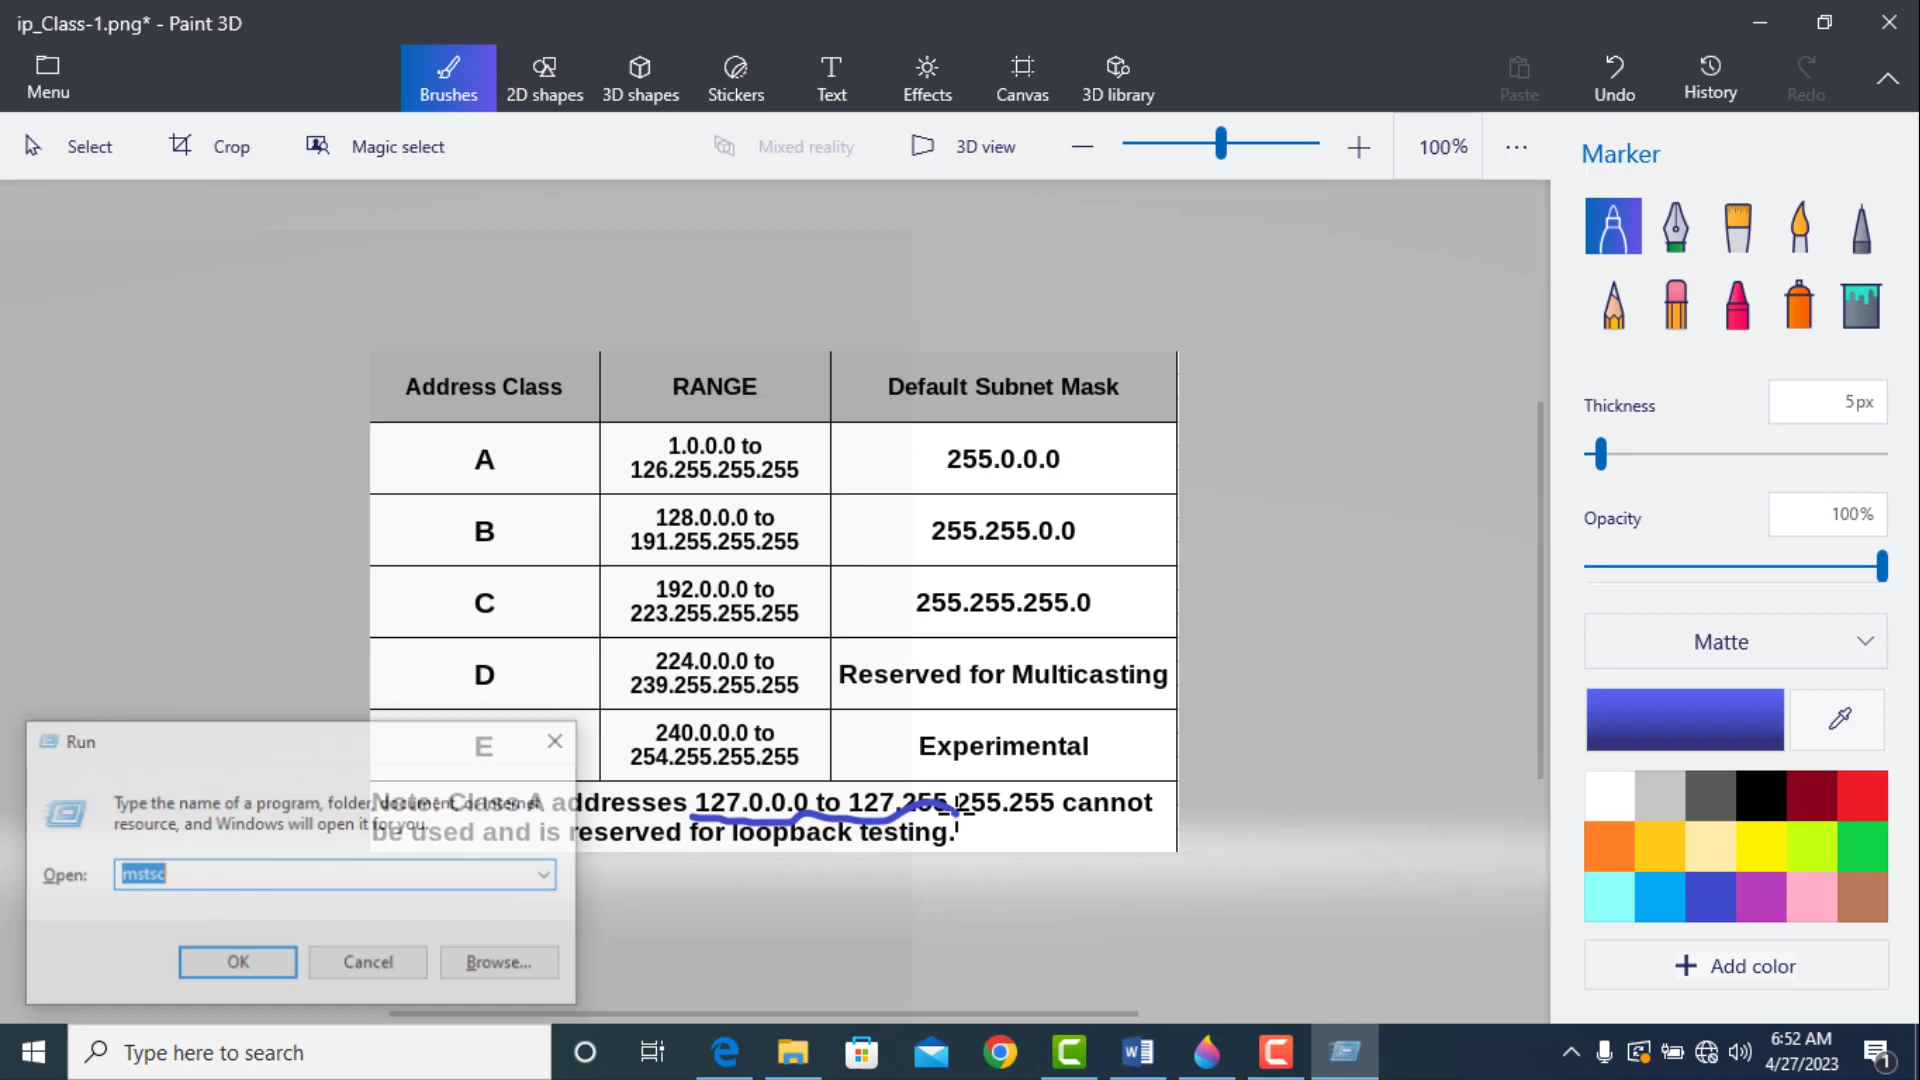 ip_Class-1.png* - Paint 3D
Menu
Brushes
2D shapes
3D shapes
Stickers
Text
Effects
Canvas
3D library
Paste
Undo
History
Redo
Select
Crop
Magic select
Mixed reality
3D view
100%
Marker
Thickness
5px
Opacity
100%
Matte
Add color
Address Class RANGE Default Subnet Mask
A 1.0.0.0 to 126.255.255.255 255.0.0.0
B 128.0.0.0 to 191.255.255.255 255.255.0.0
C 192.0.0.0 to 223.255.255.255 255.255.255.0
D 224.0.0.0 to 239.255.255.255 Reserved for Multicasting
E 240.0.0.0 to 254.255.255.255 Experimental
Note: Class A addresses 127.0.0.0 to 127.255.255.255 cannot
be used and is reserved for loopback testing.
Run
Type the name of a program, folder, document, or Internet
resource, and Windows will open it for you.
Open:
mstsc
OK
Cancel
Browse...
Type here to search
6:52 AM
4/27/2023
1